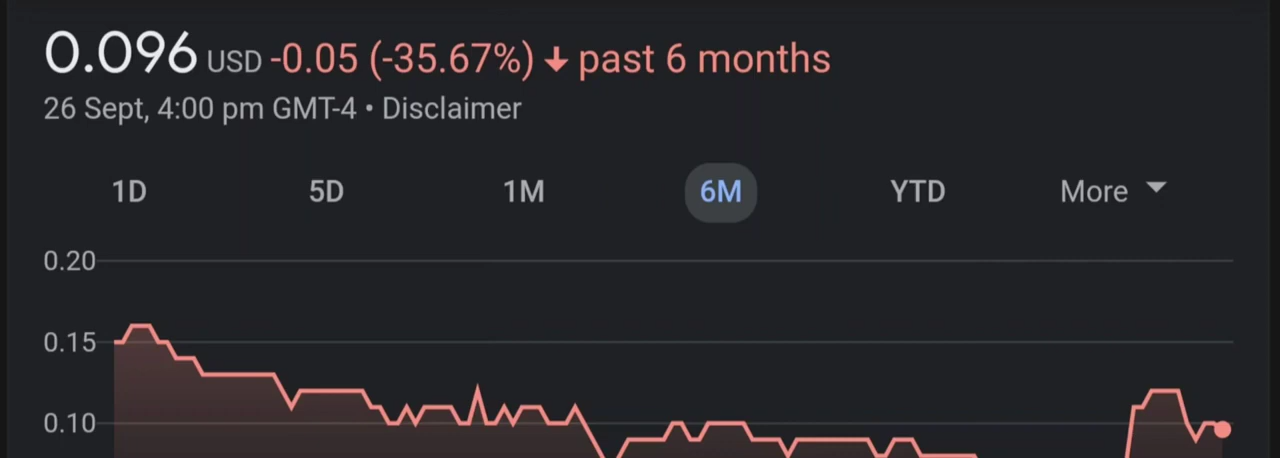 0.096 USD -0.05 (-35.67%) ↓ past 6 months
26 Sept, 4:00 pm GMT-4 • Disclaimer
1D 5D 1M 6M YTD More
0.20
0.15
0.10